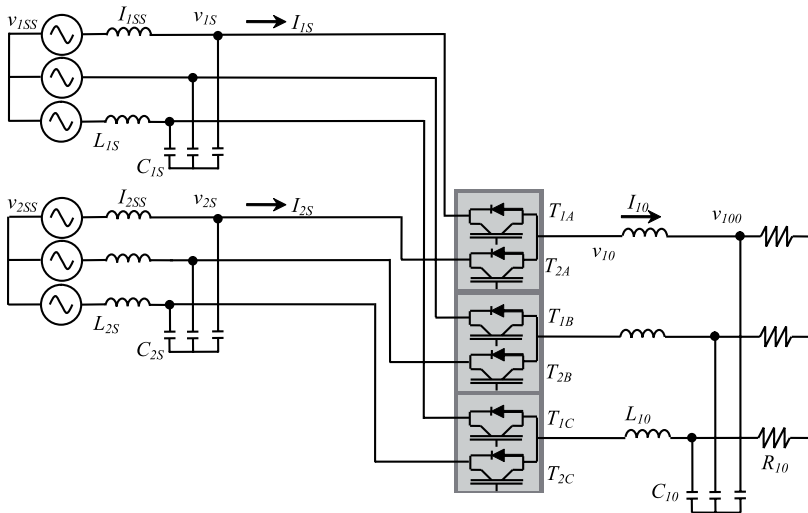 v1SS
I1SS
v1S
I1S
L1S
C1S
v2SS
I2SS
v2S
I2S
L2S
C2S
T1A
T2A
I10
v10
v100
T1B
T2B
T1C
T2C
L10
R10
C10